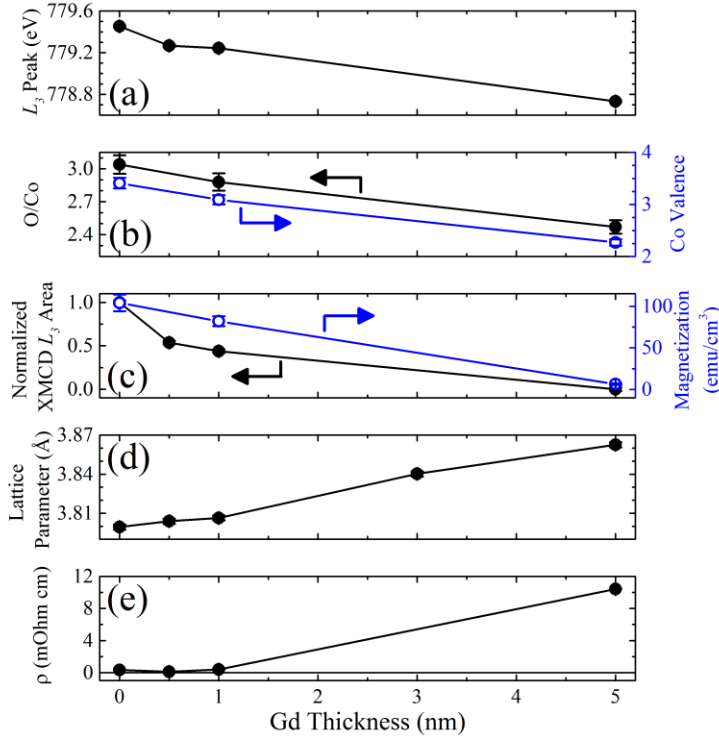 779.6
779.2
778.8
L3 Peak (eV)
(a)
3.0
2.7
2.4
O/Co
(b)
4
3
2
Co Valence
1.0
0.5
0.0
Normalized
XMCD L3 Area
(c)
100
50
0
Magnetization
(emu/cm³)
3.87
3.84
3.81
Lattice
Parameter (Å)
(d)
12
8
4
0
ρ (mOhm cm)
(e)
0 1 2 3 4 5
Gd Thickness (nm)